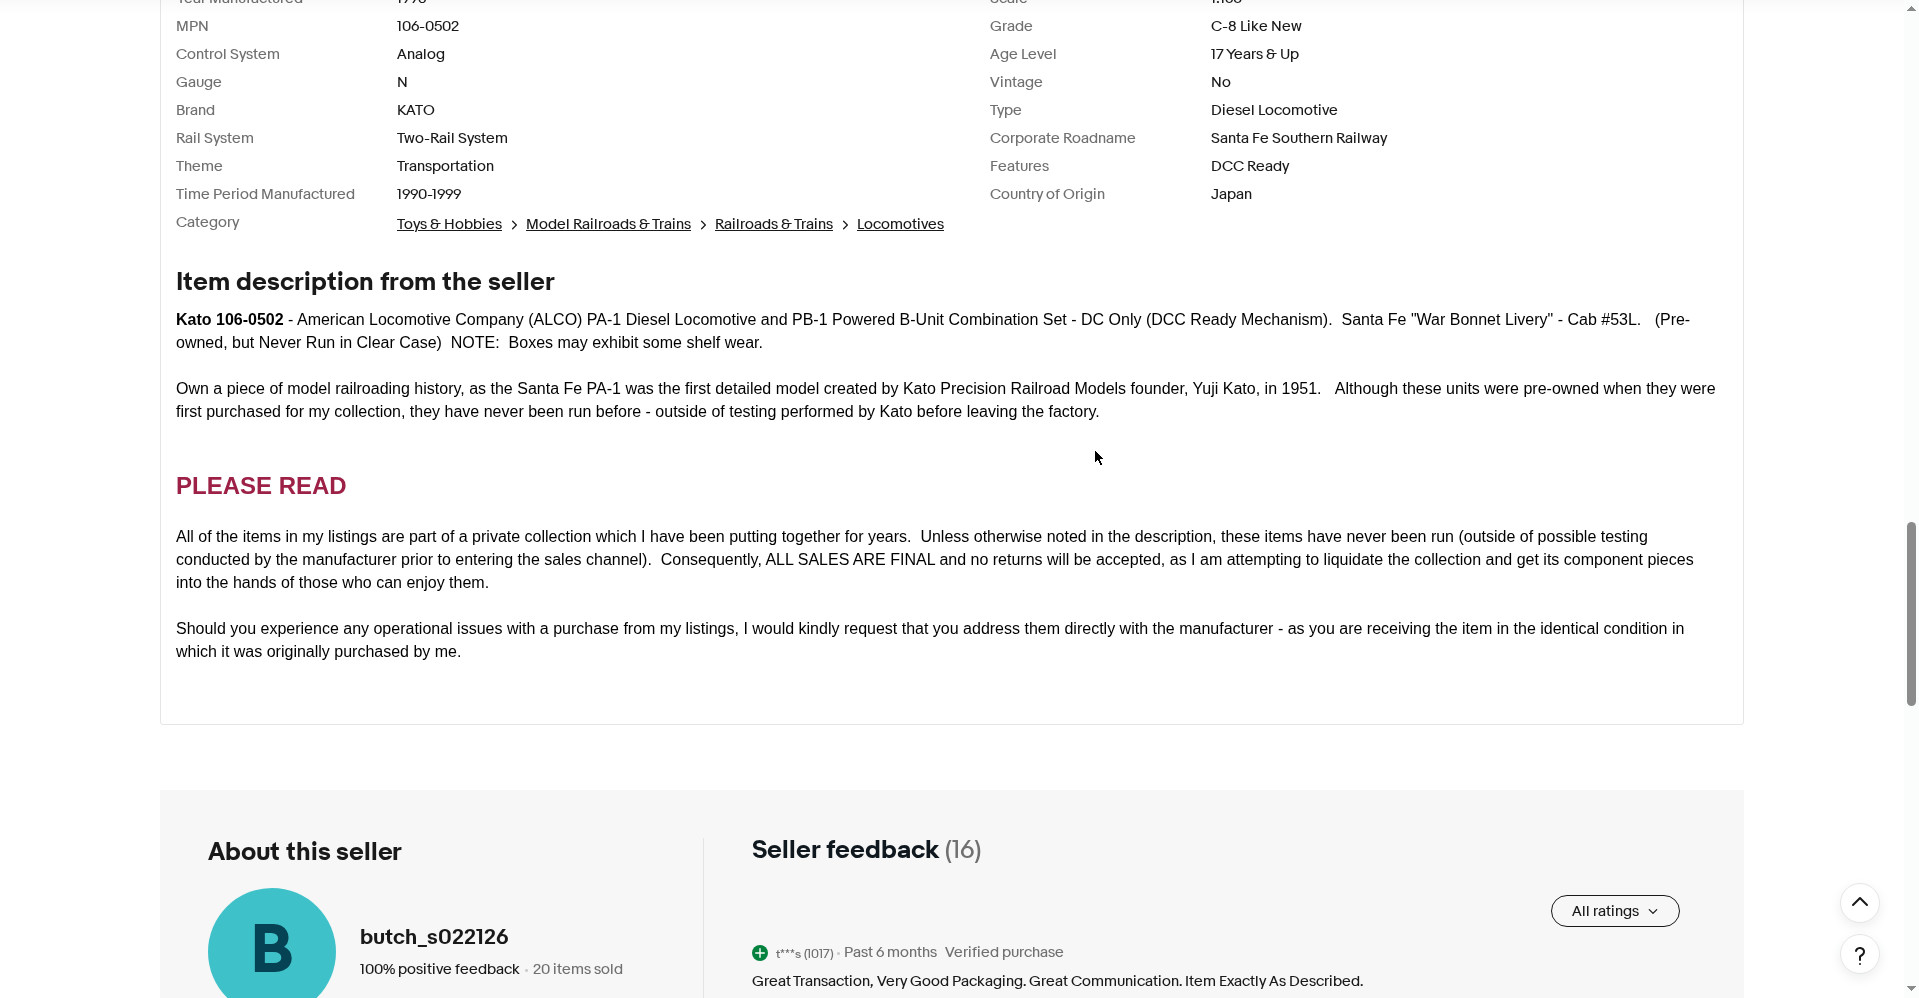 MPN 106-0502 Grade C-8 Like New
Control System Analog Age Level 17 Years & Up
Gauge N Vintage No
Brand KATO Type Diesel Locomotive
Rail System Two-Rail System Corporate Roadname Santa Fe Southern Railway
Theme Transportation Features DCC Ready
Time Period Manufactured 1990-1999 Country of Origin Japan
Category Toys & Hobbies > Model Railroads & Trains > Railroads & Trains > Locomotives
Item description from the seller
Kato 106-0502 - American Locomotive Company (ALCO) PA-1 Diesel Locomotive and PB-1 Powered B-Unit Combination Set - DC Only (DCC Ready Mechanism). Santa Fe "War Bonnet Livery" - Cab #53L. (Pre-
owned, but Never Run in Clear Case) NOTE: Boxes may exhibit some shelf wear.
Own a piece of model railroading history, as the Santa Fe PA-1 was the first detailed model created by Kato Precision Railroad Models founder, Yuji Kato, in 1951. Although these units were pre-owned when they were
first purchased for my collection, they have never been run before - outside of testing performed by Kato before leaving the factory.
PLEASE READ
All of the items in my listings are part of a private collection which I have been putting together for years. Unless otherwise noted in the description, these items have never been run (outside of possible testing
conducted by the manufacturer prior to entering the sales channel). Consequently, ALL SALES ARE FINAL and no returns will be accepted, as I am attempting to liquidate the collection and get its component pieces
into the hands of those who can enjoy them.
Should you experience any operational issues with a purchase from my listings, I would kindly request that you address them directly with the manufacturer - as you are receiving the item in the identical condition in
which it was originally purchased by me.
About this seller
B
butch_s022126
100% positive feedback · 20 items sold
Seller feedback (16)
All ratings
t***s (1017) · Past 6 months Verified purchase
Great Transaction, Very Good Packaging. Great Communication. Item Exactly As Described.
?